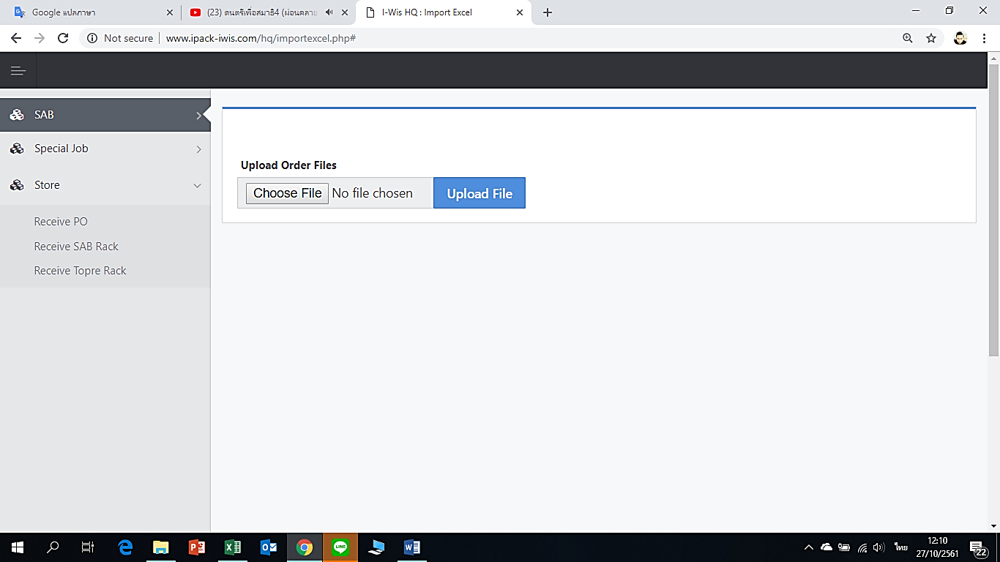 Google แปลภาษา
(23) ดนตรีเพื่อสมาธิ4 (ผ่อนคลาย
I-Wis HQ : Import Excel
Not secure
www.ipack-iwis.com/hq/importexcel.php#
SAB
Special Job
Store
Receive PO
Receive SAB Rack
Receive Topre Rack
Upload Order Files
Choose File No file chosen
Upload File
LINE
ไทย
12:10
27/10/2561
22